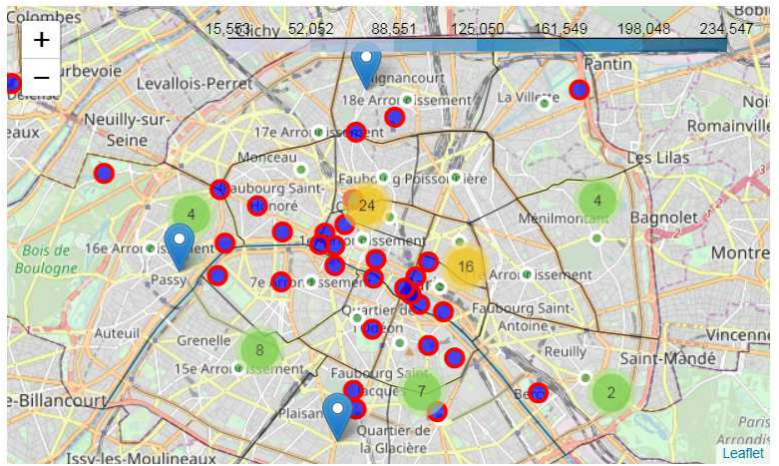 Colombes
Clichy
15,553 52,052 88,551 125,050 161,549 198,048 234,547
+
−
Pantin
Levallois-Perret
18e Arrondissement
La Villette
Neuilly-sur-
Seine
17e Arrondissement
Romainville
Monceau
Les Lilas
Faubourg Saint-
Honoré
Faubourg Poissonnière
24
4
4
Ménilmontant
Bagnolet
Bois de
Boulogne
16e Arrondissement
Montre
Passy
7e Arrondissement
16
Arrondissement
Quartier de
l'Odéon
Faubourg Saint-
Antoine
Auteuil
Grenelle
8
Reuilly
Saint-Mandé
Vincenne
15e Arrondissement
Faubourg Saint-
Jacques
7
2
e-Billancourt
Plaisan
Quartier de
la Glacière
Paris
Arrondis
Issy-les-Moulineaux
Malakoff
Leaflet